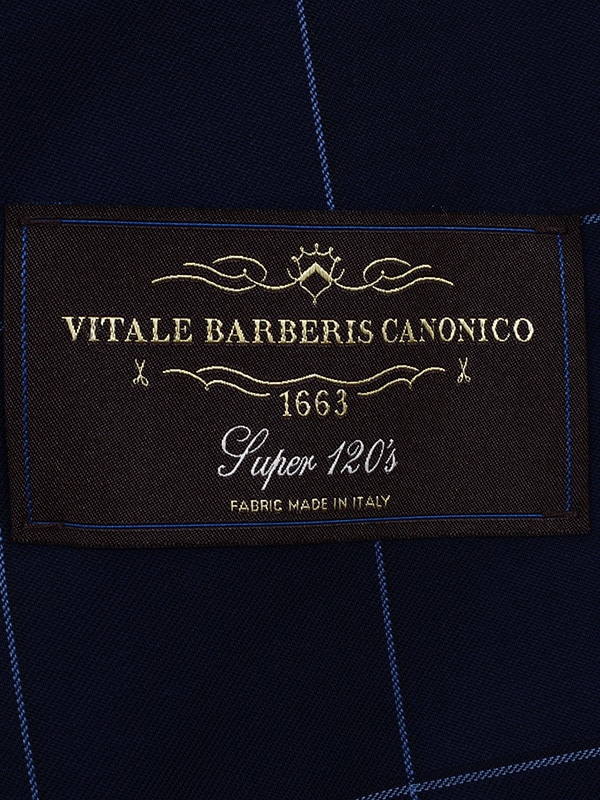 VITALE BARBERIS CANONICO
1663
Super 120's
FABRIC MADE IN ITALY